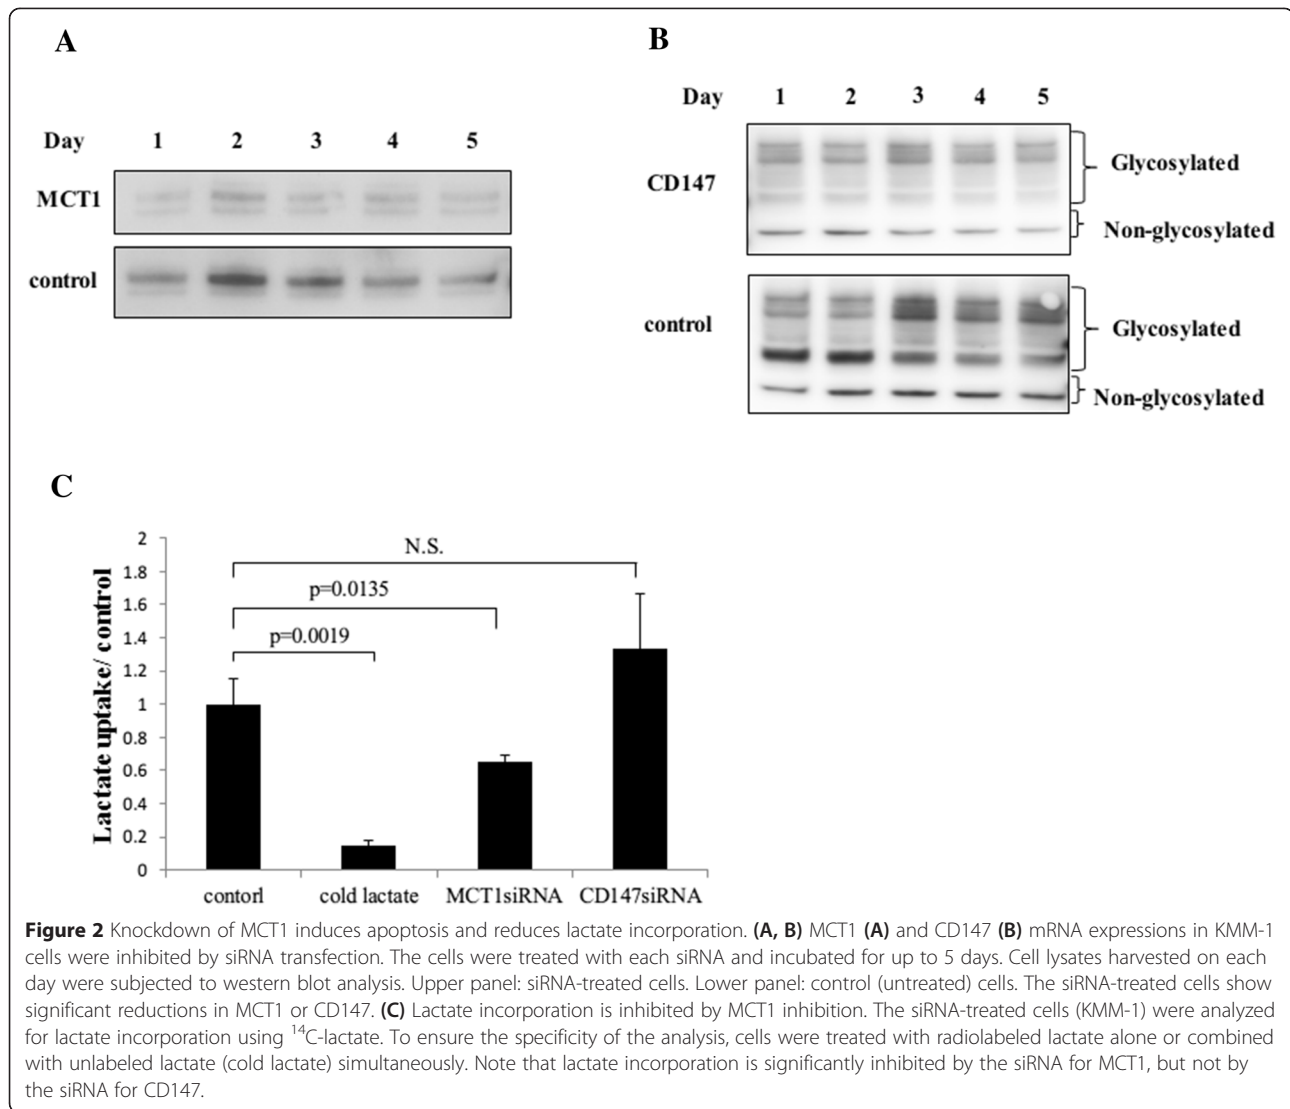 A
Day 1 2 3 4 5
MCT1
control
B
Day 1 2 3 4 5
CD147
Glycosylated
Non-glycosylated
control
Glycosylated
Non-glycosylated
C
Lactate uptake/ control
2
1.8
1.6
1.4
1.2
1
0.8
0.6
0.4
0.2
0
N.S.
p=0.0135
p=0.0019
contorl cold lactate MCT1siRNA CD147siRNA
Figure 2 Knockdown of MCT1 induces apoptosis and reduces lactate incorporation. (A, B) MCT1 (A) and CD147 (B) mRNA expressions in KMM-1
cells were inhibited by siRNA transfection. The cells were treated with each siRNA and incubated for up to 5 days. Cell lysates harvested on each
day were subjected to western blot analysis. Upper panel: siRNA-treated cells. Lower panel: control (untreated) cells. The siRNA-treated cells show
significant reductions in MCT1 or CD147. (C) Lactate incorporation is inhibited by MCT1 inhibition. The siRNA-treated cells (KMM-1) were analyzed
for lactate incorporation using ¹⁴C-lactate. To ensure the specificity of the analysis, cells were treated with radiolabeled lactate alone or combined
with unlabeled lactate (cold lactate) simultaneously. Note that lactate incorporation is significantly inhibited by the siRNA for MCT1, but not by
the siRNA for CD147.